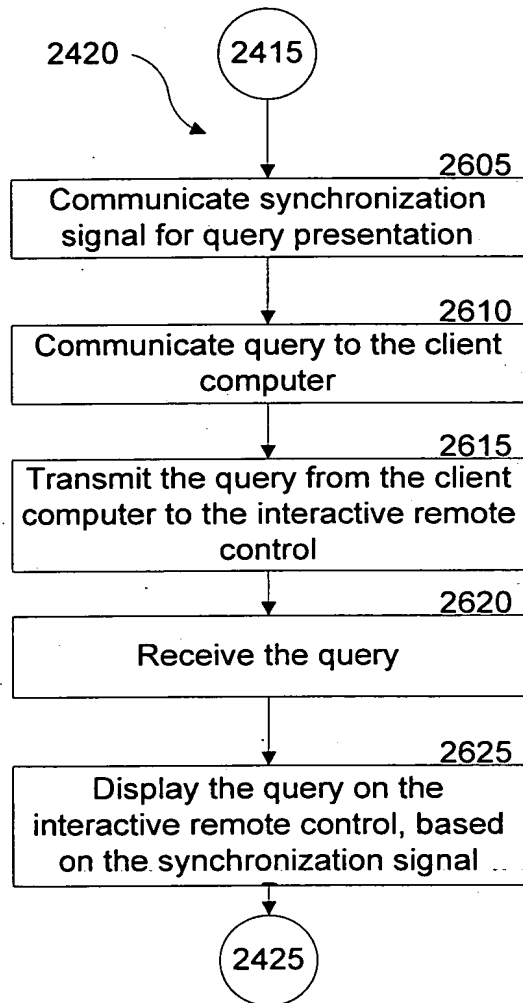 2420
2415
2605
Communicate synchronization
signal for query presentation
2610
Communicate query to the client
computer
2615
Transmit the query from the client
computer to the interactive remote
control
2620
Receive the query
2625
Display the query on the
interactive remote control, based
on the synchronization signal
2425